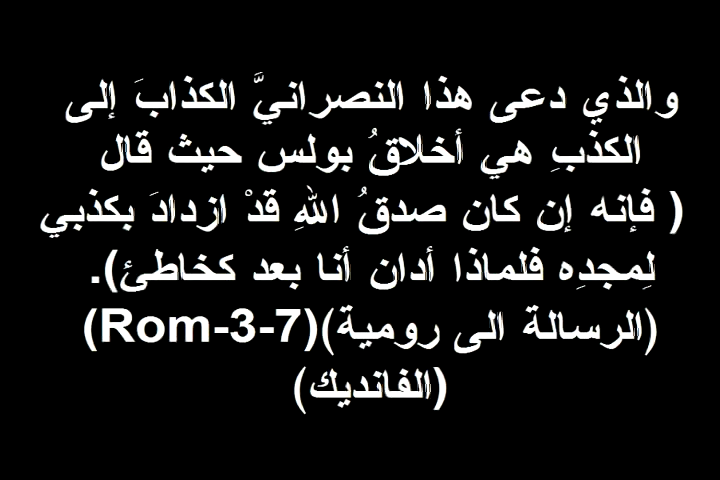 والذي دعى هذا النصرانيَّ الكذابَ إلى
الكذبِ هي أخلاقُ بولس حيث قال
( فإنه إن كان صدقُ اللهِ قدْ ازدادَ بكذبي
لِمجدِه فلماذا أدان أنا بعد كخاطئ).
(الرسالة الى رومية)(Rom-3-7)
(الفانديك)